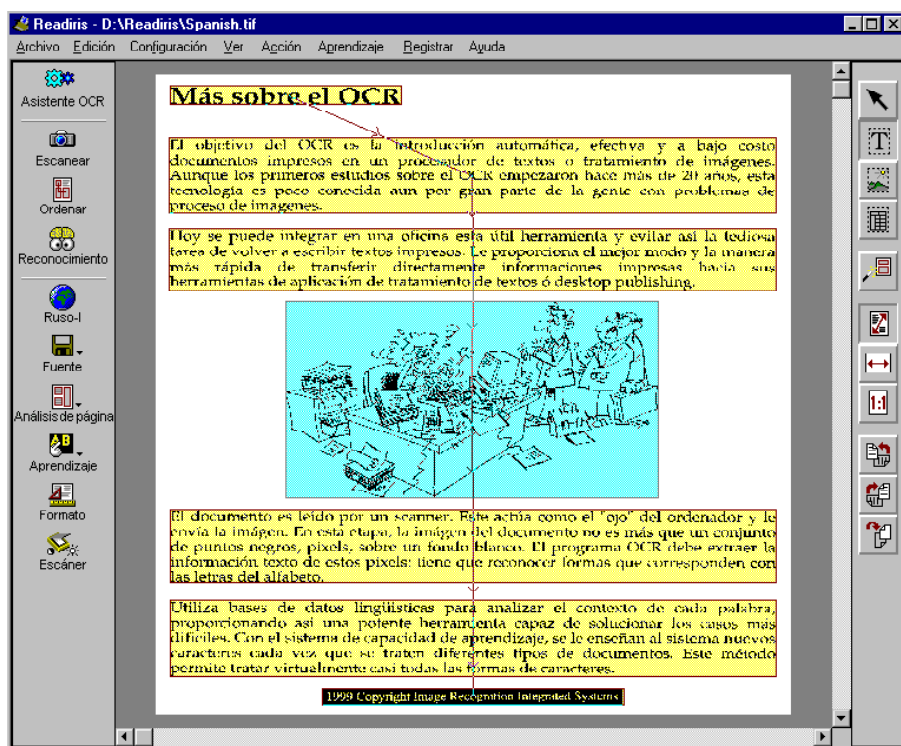 Readiris - D:\Readiris\Spanish.tif
Archivo Edición Configuración Ver Acción Aprendizaje Registrar Ayuda
Asistente OCR
Escanear
Ordenar
Reconocimiento
Ruso-I
Fuente
Análisis de página
Aprendizaje
Formato
Escáner
Más sobre el OCR
El objetivo del OCR es la introducción automática, efectiva y a bajo costo
documentos impresos en un procesador de textos o tratamiento de imágenes.
Aunque los primeros estudios sobre el OCR empezaron hace más de 20 años, esta
tecnología es poco conocida aun por gran parte de la gente con problemas de
proceso de imagenes.
Hoy se puede integrar en una oficina esta útil herramienta y evitar asi la tediosa
tarea de volver a escribir textos impresos. Le proporciona el mejor modo y la manera
más rápida de transferir directamente informaciones impresas hacia sus
herramientas de aplicación de tratamiento de textos ó desktop publishing.
El documento es leído por un scanner. Este actúa como el "ojo" del ordenador y le
envía la imágen. En esta etapa, la imágen del documento no es más que un conjunto
de puntos negros, pixels, sobre un fondo blanco. El programa OCR debe extraer la
información texto de estos pixels: tiene que reconocer formas que corresponden con
las letras del alfabeto.
Utiliza bases de datos lingüisticas para analizar el contexto de cada palabra,
proporcionando asi una potente herramienta capaz de solucionar los casos más
dificiles. Con el sistema de capacidad de aprendizaje, se le enseñan al sistema nuevos
caracteres cada vez que se traten diferentes tipos de documentos. Este método
permite tratar virtualmente casi todas las formas de caracteres.
1999 Copyright Image Recognition Integrated Systems
T
1:1
AB